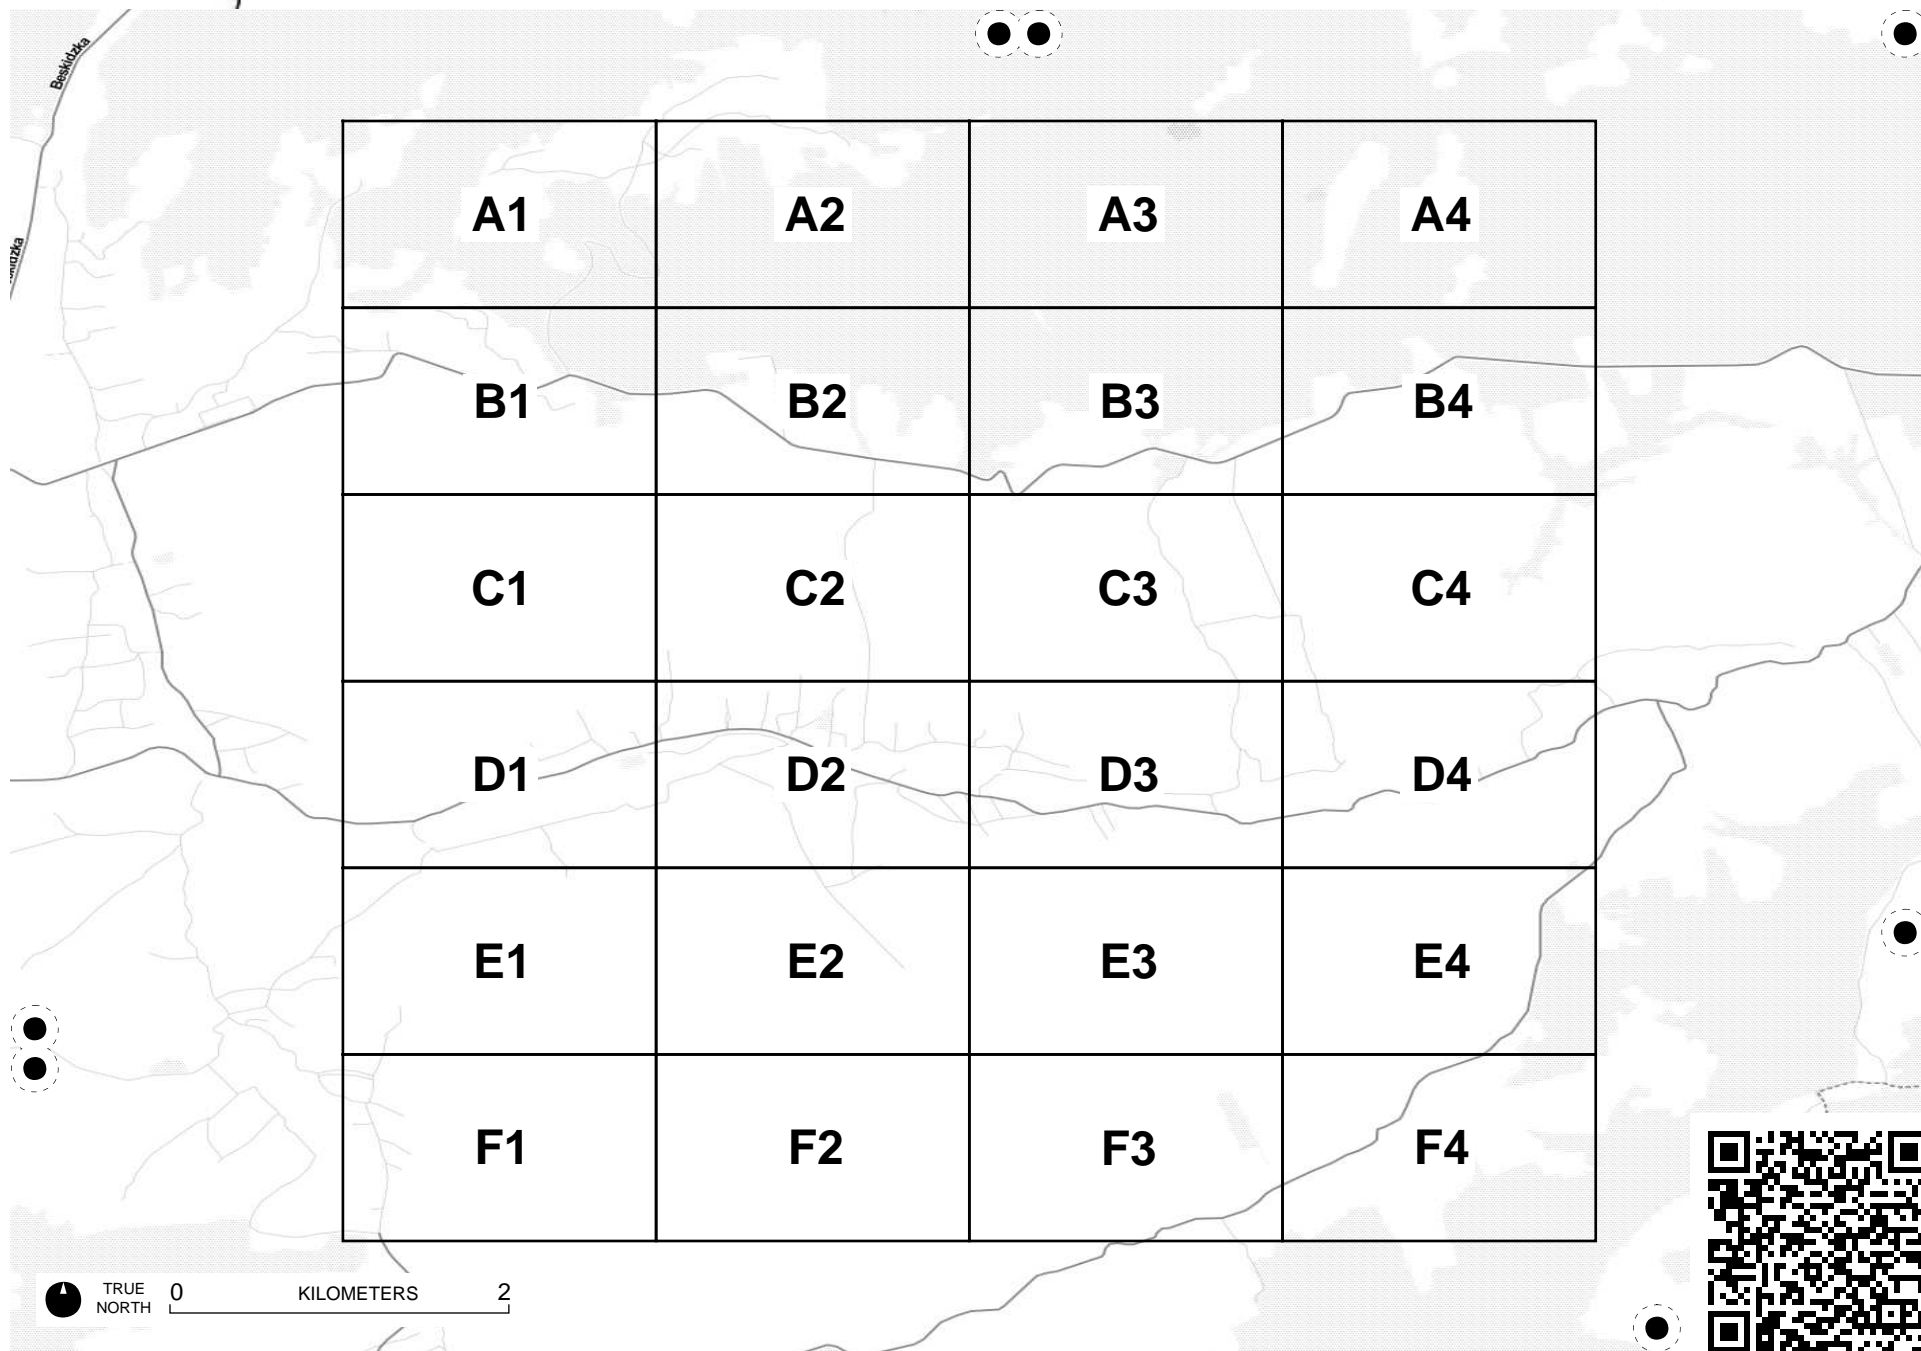 Beskidzka
A1 A2 A3 A4
B1 B2 B3 B4
C1 C2 C3 C4
D1 D2 D3 D4
E1 E2 E3 E4
F1 F2 F3 F4
TRUE
NORTH
0 KILOMETERS 2